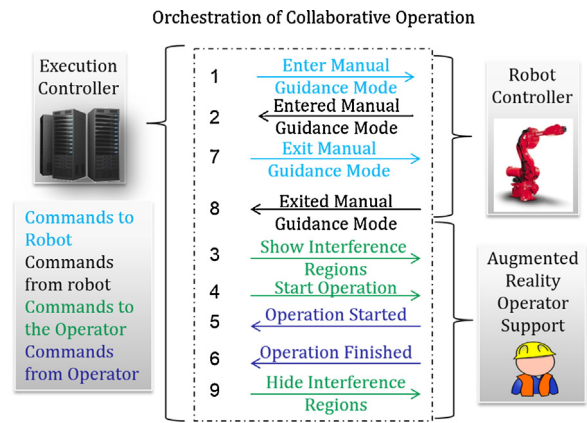 Orchestration of Collaborative Operation
Execution
Controller
Commands to
Robot
Commands
from robot
Commands to
the Operator
Commands
from Operator
1 Enter Manual
Guidance Mode
2 Entered Manual
Guidance Mode
7 Exit Manual
Guidance Mode
8 Exited Manual
Guidance Mode
3 Show Interference
Regions
4 Start Operation
5 Operation Started
6 Operation Finished
9 Hide Interference
Regions
Robot
Controller
Augmented
Reality
Operator
Support